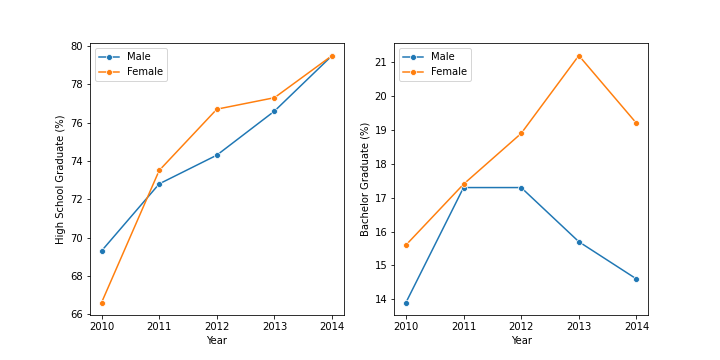 Male
Female
High School Graduate (%)
80
78
76
74
72
70
68
66
2010 2011 2012 2013 2014
Year
Male
Female
Bachelor Graduate (%)
21
20
19
18
17
16
15
14
2010 2011 2012 2013 2014
Year